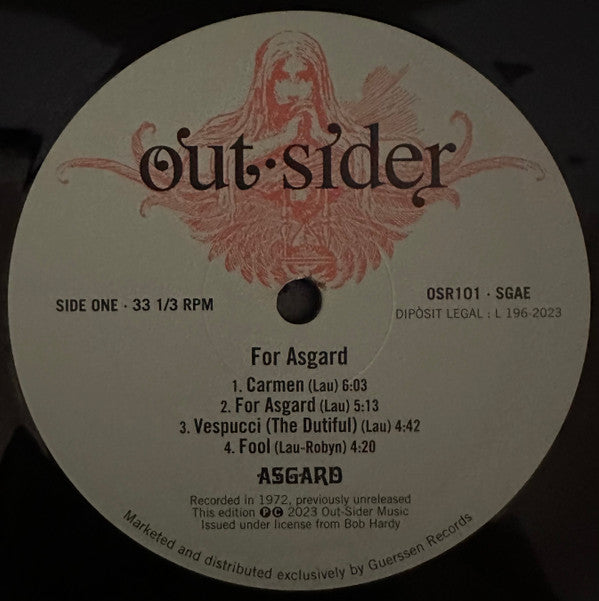 out·sider
SIDE ONE · 33 1/3 RPM
OSR101 · SGAE
DIPÒSIT LEGAL : L 196-2023
For Asgard
1. Carmen (Lau) 6:03
2. For Asgard (Lau) 5:13
3. Vespucci (The Dutiful) (Lau) 4:42
4. Fool (Lau-Robyn) 4:20
ASGARD
Recorded in 1972, previously unreleased
This edition ℗© 2023 Out-Sider Music
Issued under license from Bob Hardy
Marketed and distributed exclusively by Guerssen Records